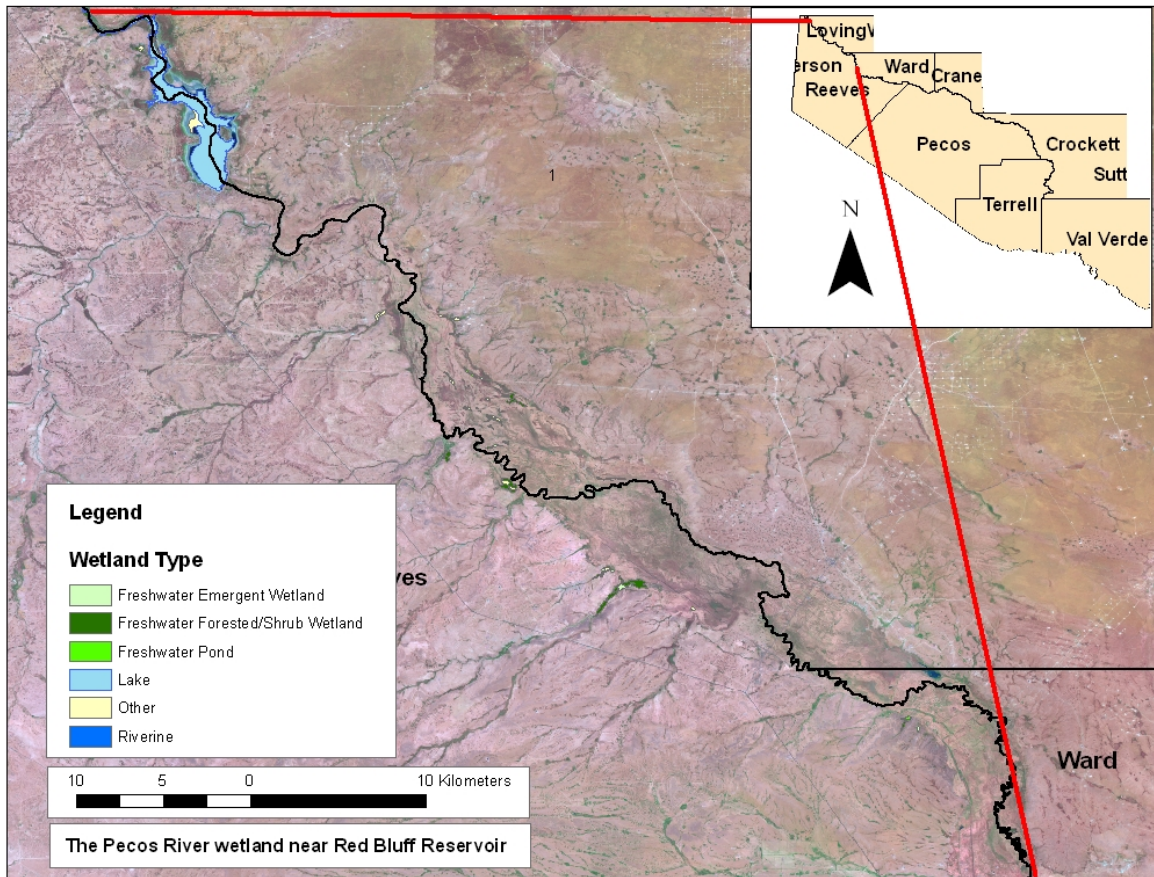 LovingW
erson
Ward
Crane
Reeves
Pecos
Crockett
Sutt
Terrell
Val Verde
N
1
Legend
Wetland Type
ves
Freshwater Emergent Wetland
Freshwater Forested/Shrub Wetland
Freshwater Pond
Lake
Other
Riverine
10 5 0 10 Kilometers
Ward
The Pecos River wetland near Red Bluff Reservoir